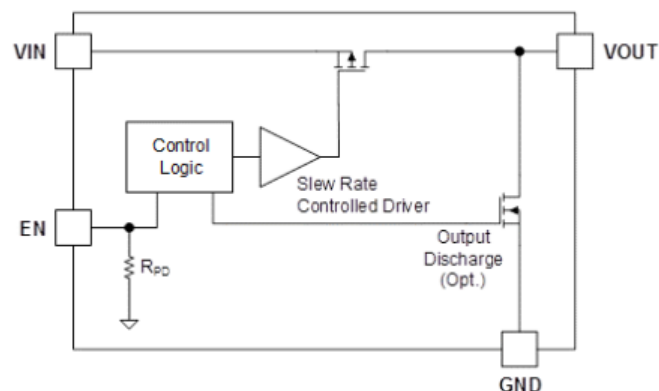 VIN
VOUT
Control
Logic
Slew Rate
Controlled Driver
EN
RPD
Output
Discharge
(Opt.)
GND